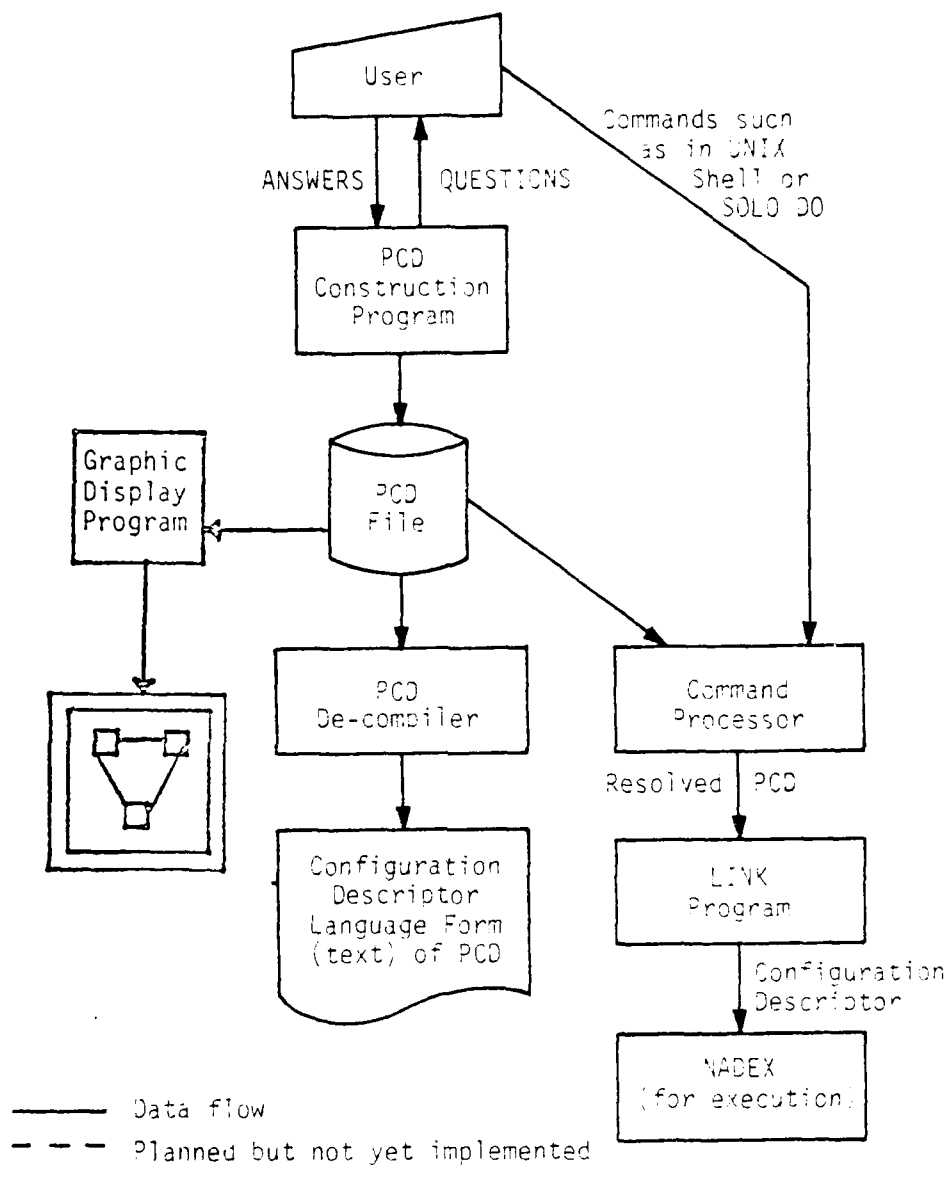 User
Commands such
as in UNIX
Shell or
SOLO DO
ANSWERS
QUESTIONS
PCD
Construction
Program
Graphic
Display
Program
PCD
File
PCD
De-compiler
Command
Processor
Resolved PCD
Configuration
Descriptor
Language Form
(text) of PCD
LINK
Program
Configuration
Descriptor
NADEX
(for execution)
Data flow
Planned but not yet implemented